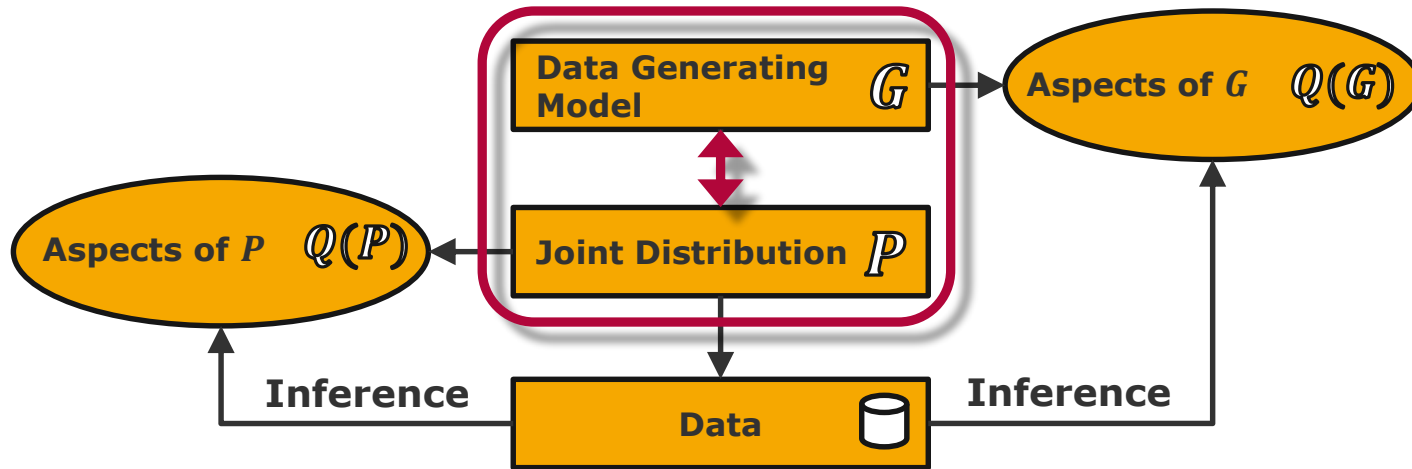 Data Generating
Model G
Aspects of G Q(G)
Aspects of P Q(P)
Joint Distribution P
Inference
Inference
Data